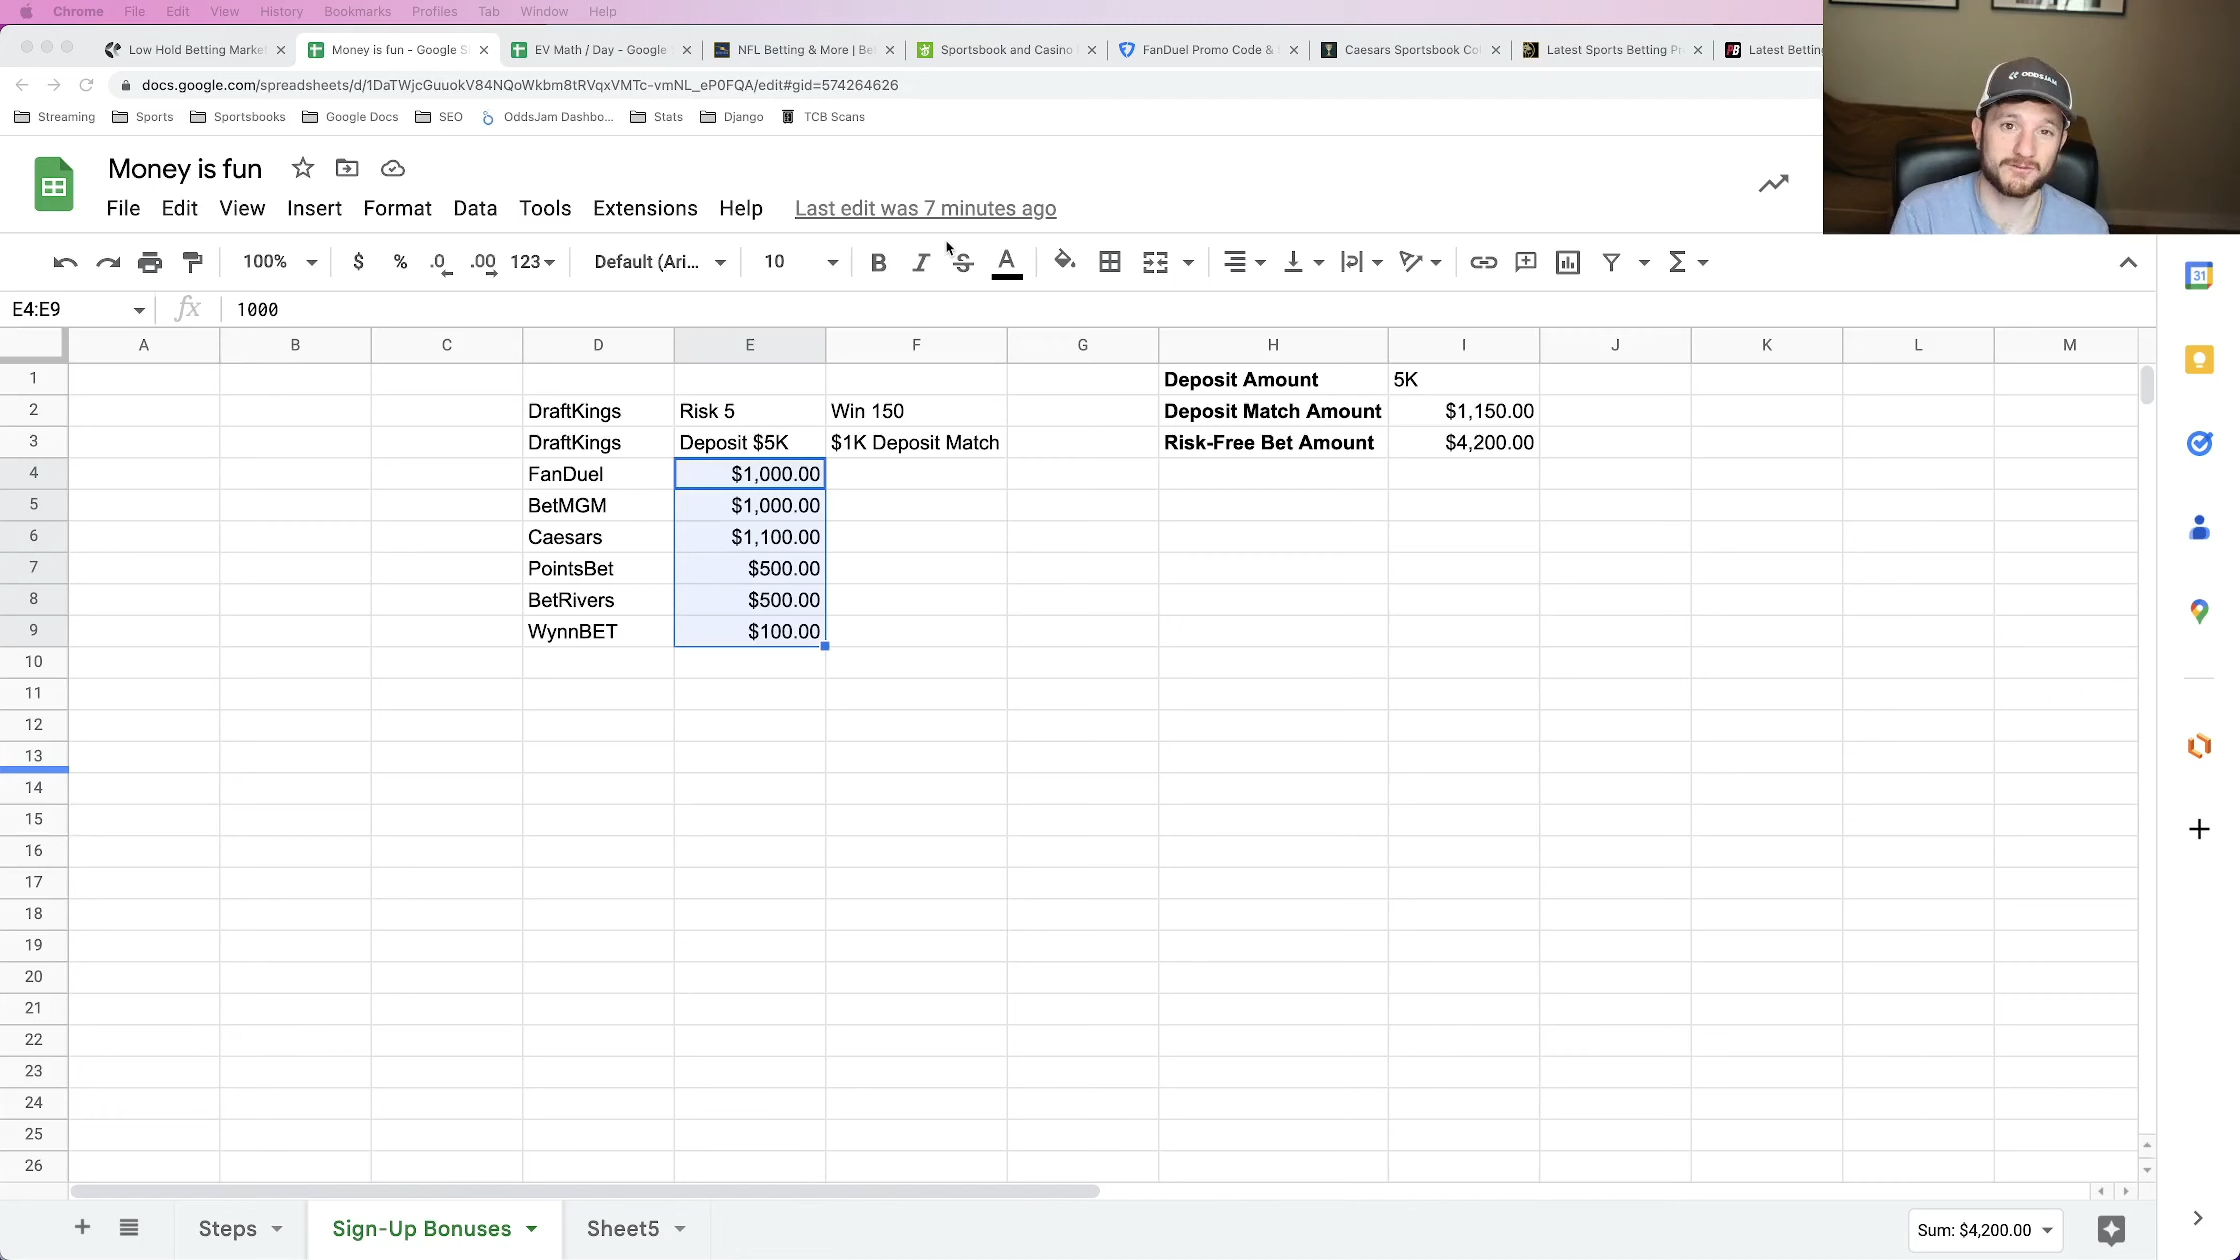 Chrome File Edit View History Bookmarks Profiles Tab Window Help
Low Hold Betting Marke Money is fun - Google S EV Math / Day - Google NFL Betting & More | Be Sportsbook and Casino FanDuel Promo Code & Caesars Sportsbook Co Latest Sports Betting P PB Latest Betting
docs.google.com/spreadsheets/d/1DaTWjcGuuokV84NQoWkbm8tRVqxVMTc-vmNL_eP0FQA/edit#gid=574264626
Streaming Sports Sportsbooks Google Docs SEO OddsJam Dashbo... Stats Django TCB Scans
ODDSJAM
Money is fun
File Edit View Insert Format Data Tools Extensions Help Last edit was 7 minutes ago
100% $ % .0 .00 123 Default (Ari... 10 B I S A
31
E4:E9 fx 1000
A B C D E F G H I J K L M
1 Deposit Amount 5K
2 DraftKings Risk 5 Win 150 Deposit Match Amount $1,150.00
3 DraftKings Deposit $5K $1K Deposit Match Risk-Free Bet Amount $4,200.00
4 FanDuel $1,000.00
5 BetMGM $1,000.00
6 Caesars $1,100.00
7 PointsBet $500.00
8 BetRivers $500.00
9 WynnBET $100.00
10
11
12
13
14
15
16
17
18
19
20
21
22
23
24
25
26
Steps Sign-Up Bonuses Sheet5 Sum: $4,200.00